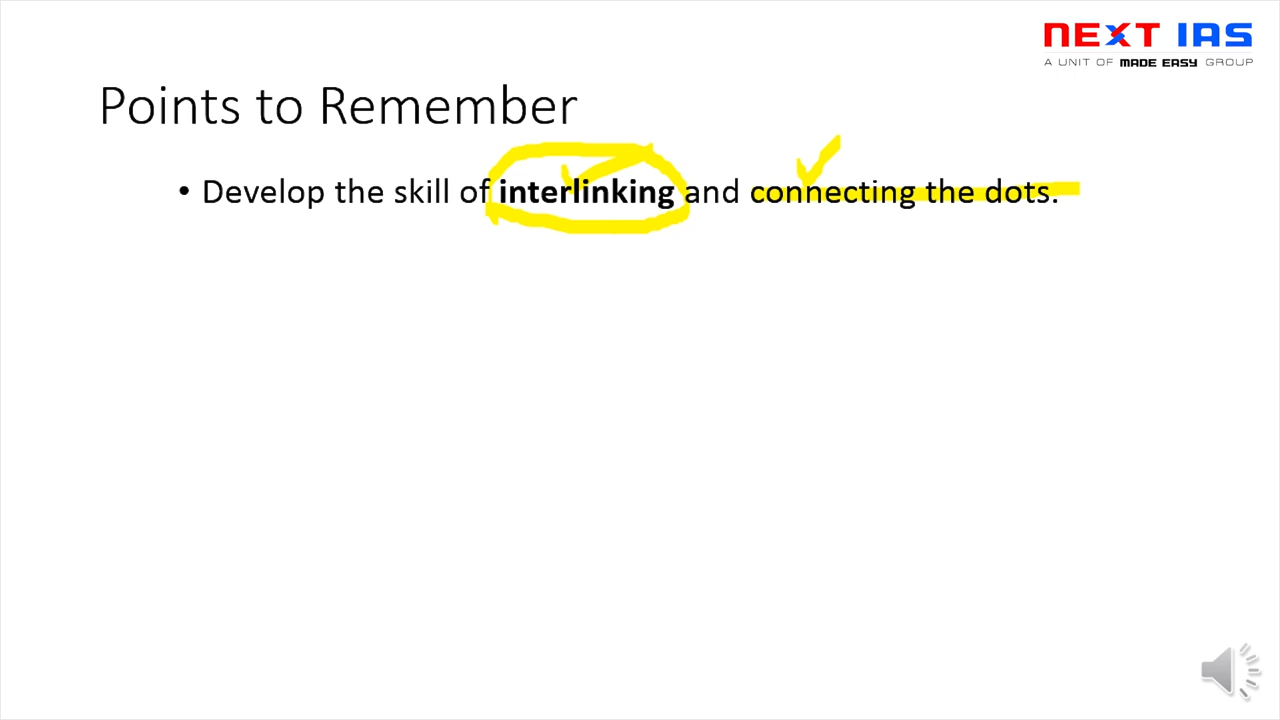 NEXT IAS
A UNIT OF MADE EASY GROUP
Points to Remember
• Develop the skill of interlinking and connecting the dots.